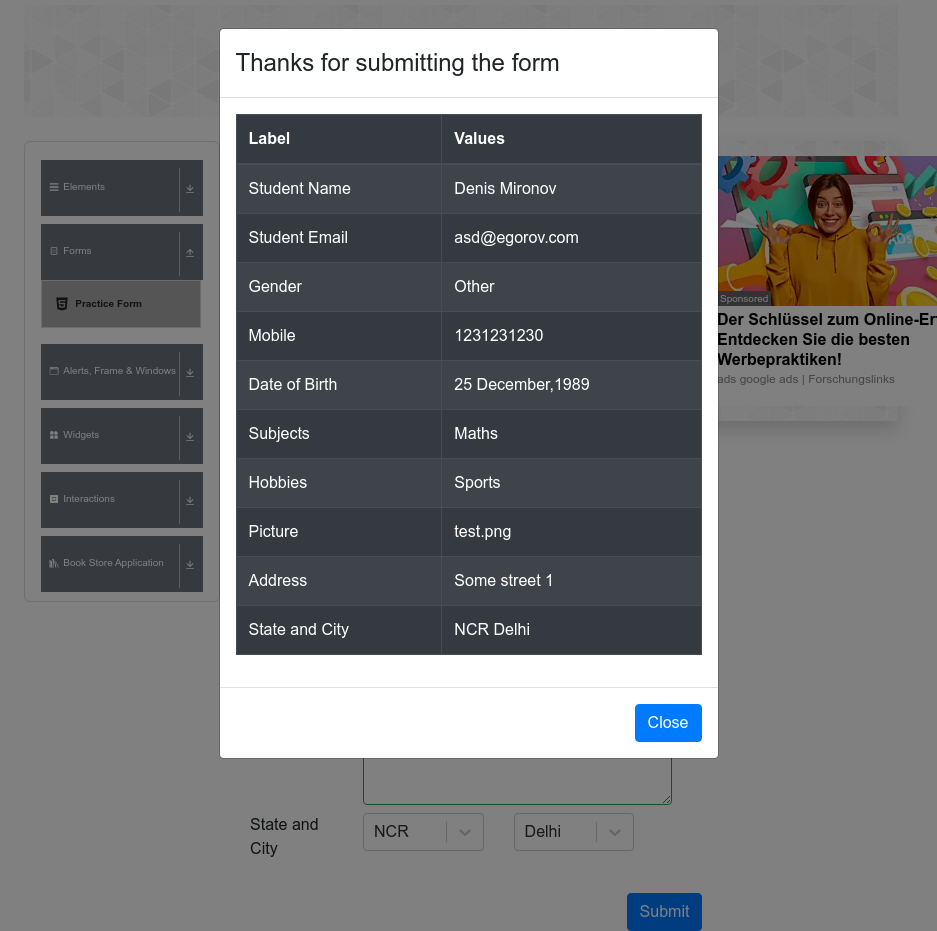 Thanks for submitting the form
Label Values
Student Name Denis Mironov
Student Email asd@egorov.com
Gender Other
Mobile 1231231230
Date of Birth 25 December,1989
Subjects Maths
Hobbies Sports
Picture test.png
Address Some street 1
State and City NCR Delhi
Close
Elements
Forms
Practice Form
Alerts, Frame & Windows
Widgets
Interactions
Book Store Application
Sponsored
Der Schlüssel zum Online-Er
Entdecken Sie die besten
Werbepraktiken!
ads google ads | Forschungslinks
State and
City
NCR
Delhi
Submit